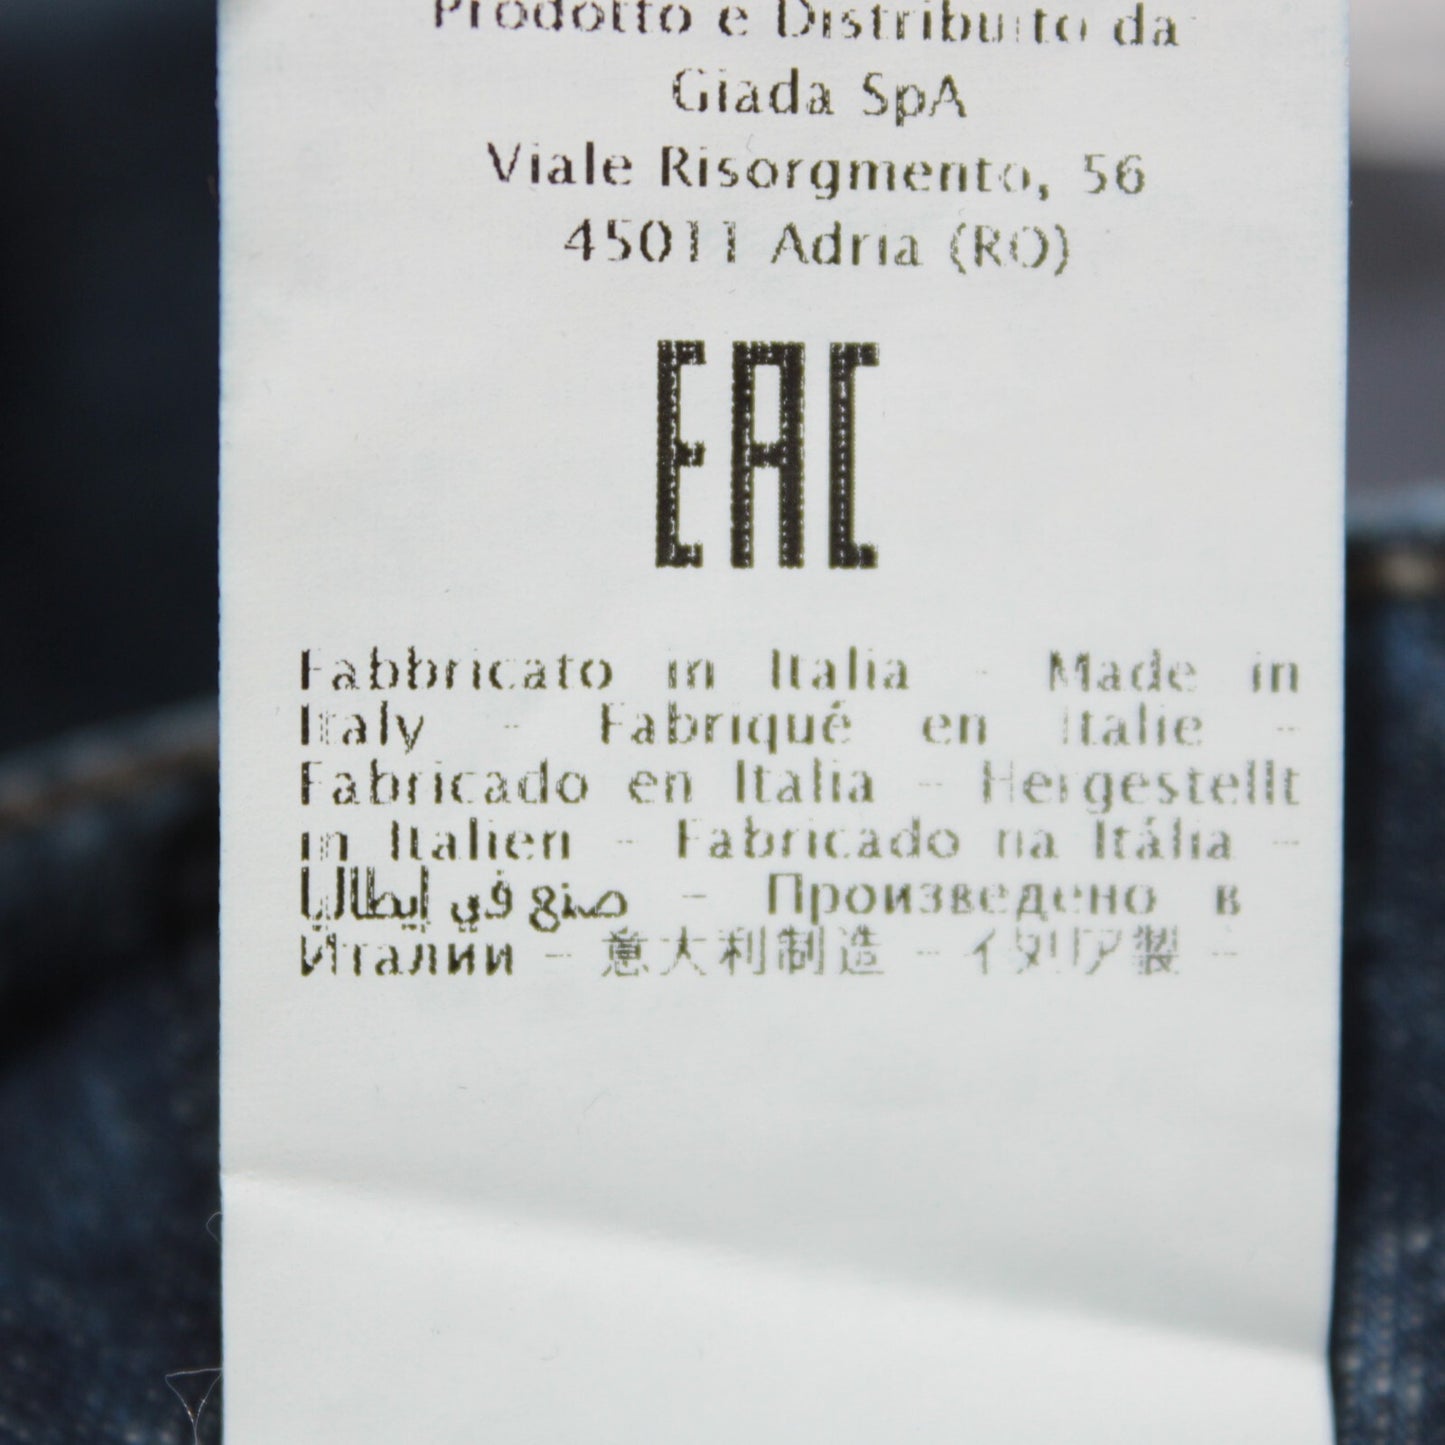 Prodotto e Distribuito da
Giada SpA
Viale Risorgmento, 56
45011 Adria (RO)
EAC
Fabbricato in Italia - Made in
Italy - Fabriqué en Italie -
Fabricado en Italia - Hergestellt
in Italien - Fabricado na Itália -
صنع في إيطاليا - Произведено в
Италии - 意大利制造 - イタリア製 -